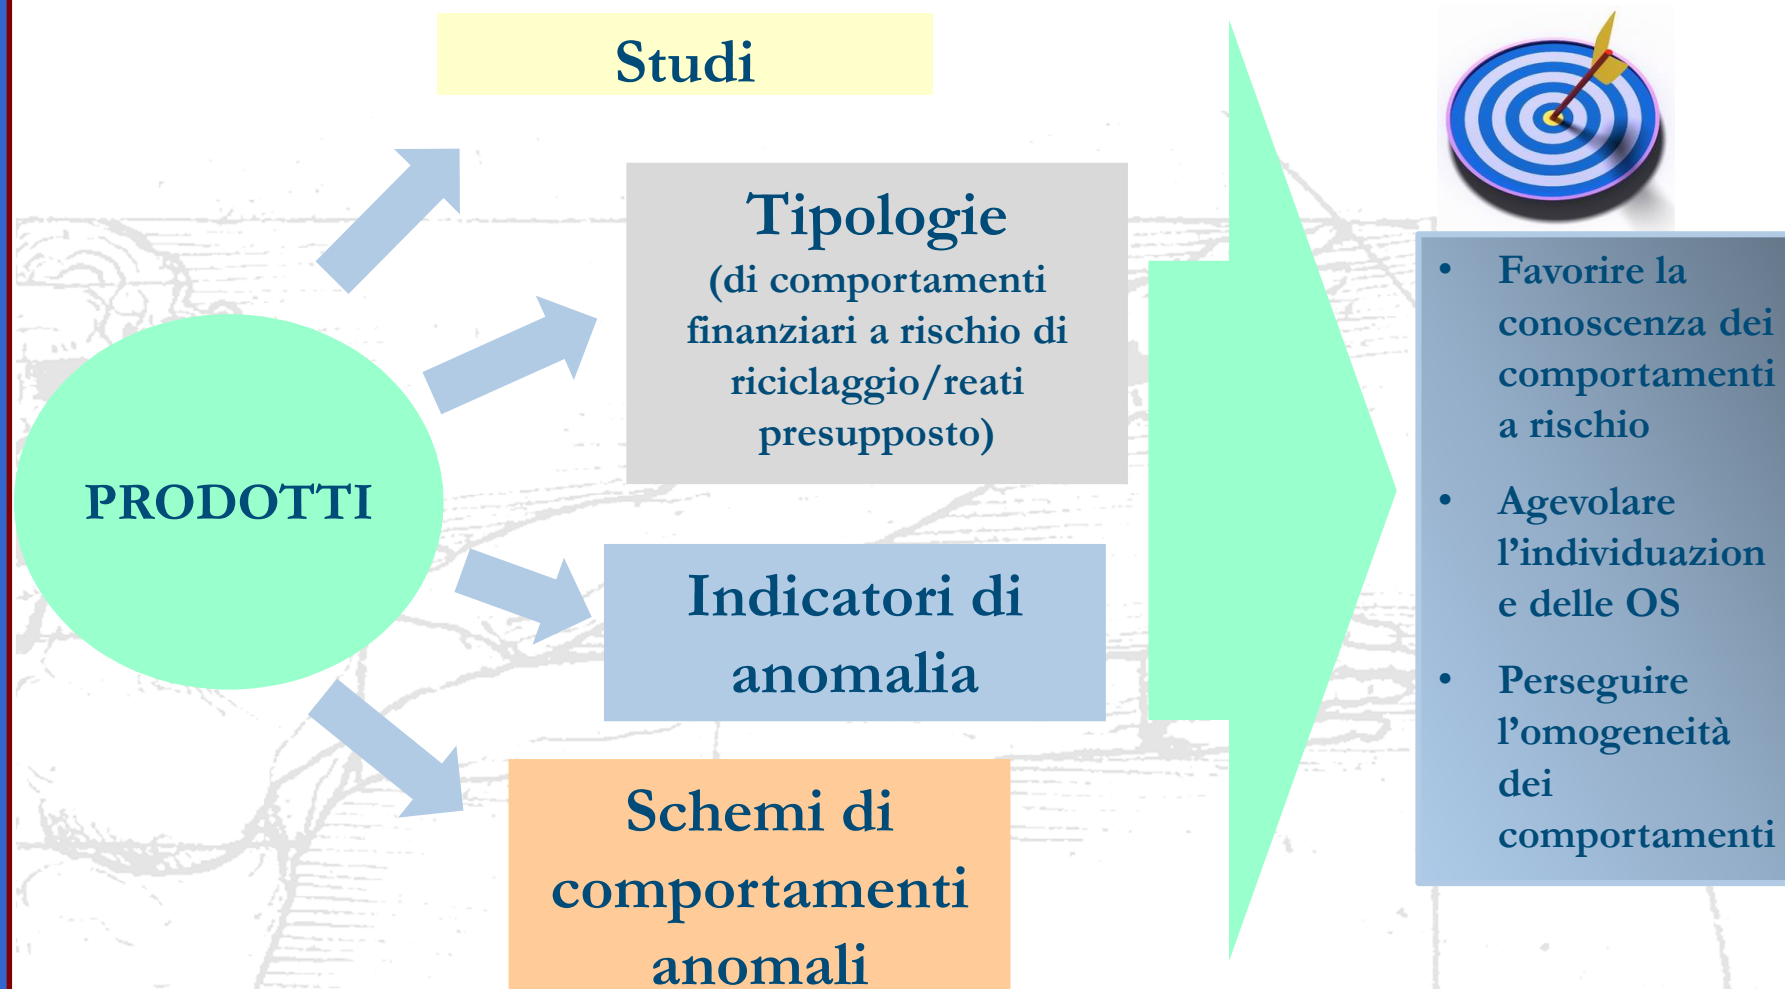 Studi
Tipologie
(di comportamenti
finanziari a rischio di
riciclaggio/reati
presupposto)
PRODOTTI
Indicatori di
anomalia
Schemi di
comportamenti
anomali
• Favorire la
conoscenza dei
comportamenti
a rischio
• Agevolare
l’individuazion
e delle OS
• Perseguire
l’omogeneità
dei
comportamenti